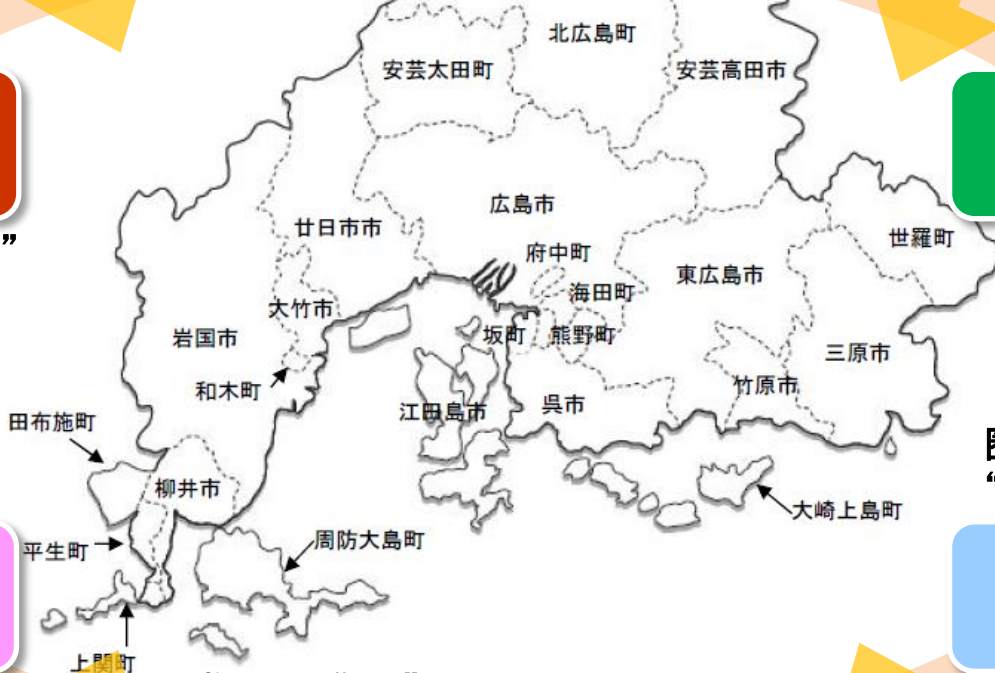 北広島町
安芸太田町
安芸高田市
広島市
廿日市市
世羅町
”
府中町
東広島市
海田町
大竹市
岩国市
坂町
熊野町
三原市
和木町
竹原市
江田島市
呉市
田布施町
柳井市
大崎上島町
周防大島町
平生町
上関町